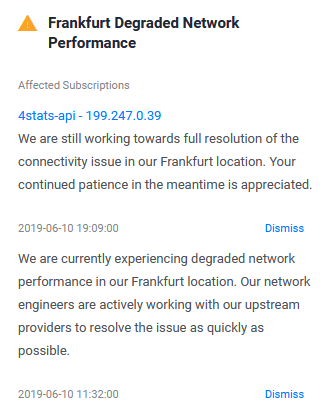 Frankfurt Degraded Network
Performance
Affected Subscriptions
4stats-api - 199.247.0.39
We are still working towards full resolution of the
connectivity issue in our Frankfurt location. Your
continued patience in the meantime is appreciated.
2019-06-10 19:09:00 Dismiss
We are currently experiencing degraded network
performance in our Frankfurt location. Our network
engineers are actively working with our upstream
providers to resolve the issue as quickly as
possible.
2019-06-10 11:32:00 Dismiss